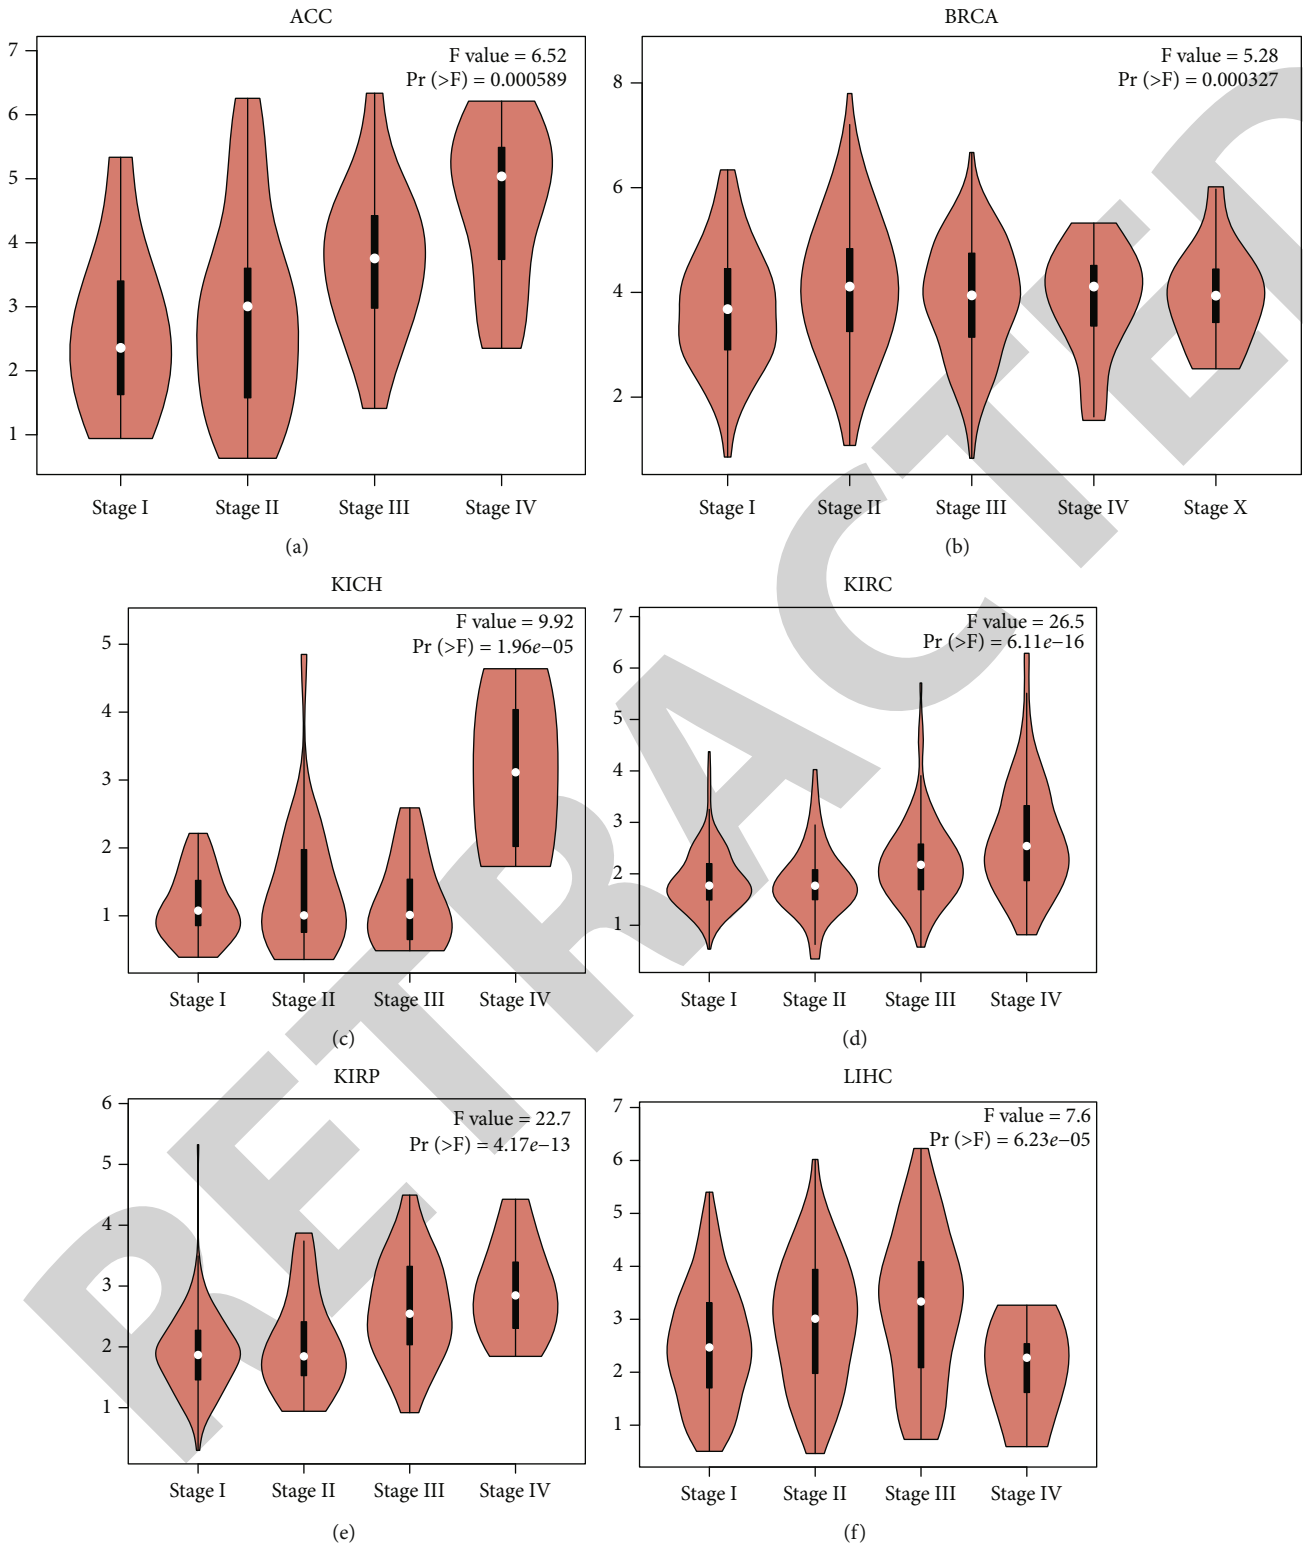 ACC
F value = 6.52
Pr (>F) = 0.000589
7
6
5
4
3
2
1
Stage I Stage II Stage III Stage IV
(a)
BRCA
F value = 5.28
Pr (>F) = 0.000327
8
6
4
2
Stage I Stage II Stage III Stage IV Stage X
(b)
KICH
F value = 9.92
Pr (>F) = 1.96e−05
5
4
3
2
1
Stage I Stage II Stage III Stage IV
(c)
KIRC
F value = 26.5
Pr (>F) = 6.11e−16
7
6
5
4
3
2
1
Stage I Stage II Stage III Stage IV
(d)
KIRP
F value = 22.7
Pr (>F) = 4.17e−13
6
5
4
3
2
1
Stage I Stage II Stage III Stage IV
(e)
LIHC
F value = 7.6
Pr (>F) = 6.23e−05
7
6
5
4
3
2
1
Stage I Stage II Stage III Stage IV
(f)
RETRACTED